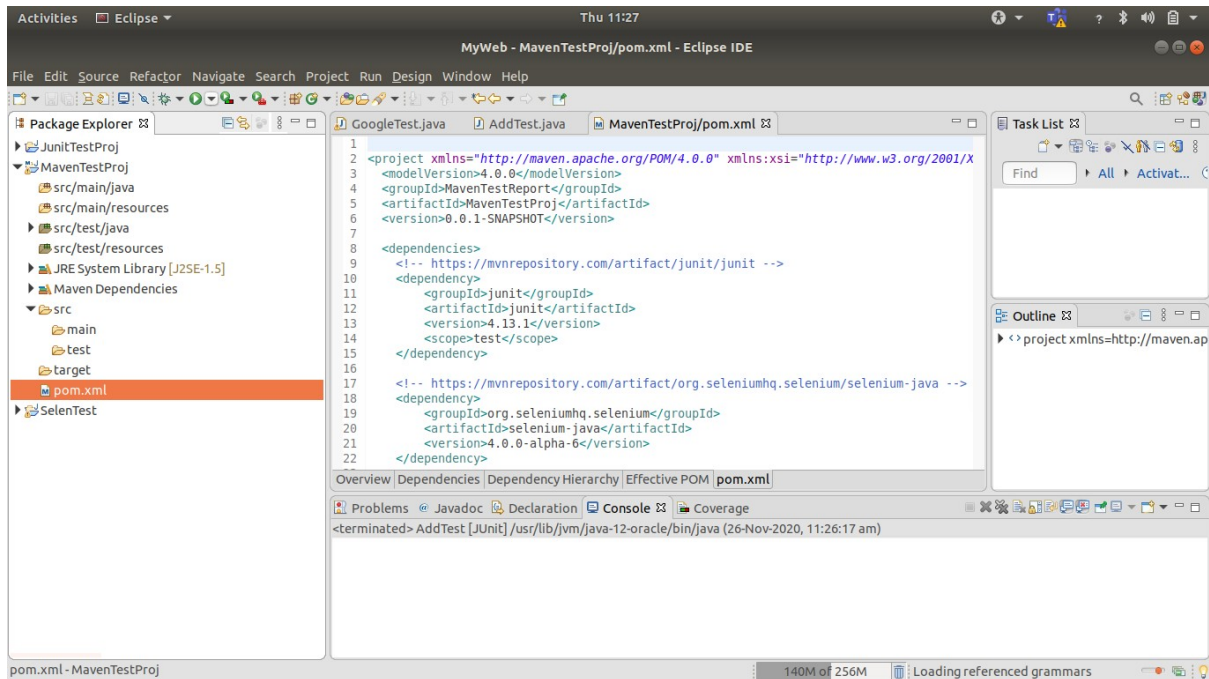 Activities Eclipse Thu 11:27 ?
MyWeb - MavenTestProj/pom.xml - Eclipse IDE
File Edit Source Refactor Navigate Search Project Run Design Window Help
Package Explorer
JunitTestProj
MavenTestProj
src/main/java
src/main/resources
src/test/java
src/test/resources
JRE System Library [J2SE-1.5]
Maven Dependencies
src
main
test
target
pom.xml
SelenTest
GoogleTest.java AddTest.java MavenTestProj/pom.xml
1
2 <project xmlns="http://maven.apache.org/POM/4.0.0" xmlns:xsi="http://www.w3.org/2001/X
3 <modelVersion>4.0.0</modelVersion>
4 <groupId>MavenTestReport</groupId>
5 <artifactId>MavenTestProj</artifactId>
6 <version>0.0.1-SNAPSHOT</version>
7
8 <dependencies>
9 <!-- https://mvnrepository.com/artifact/junit/junit -->
10 <dependency>
11 <groupId>junit</groupId>
12 <artifactId>junit</artifactId>
13 <version>4.13.1</version>
14 <scope>test</scope>
15 </dependency>
16
17 <!-- https://mvnrepository.com/artifact/org.seleniumhq.selenium/selenium-java -->
18 <dependency>
19 <groupId>org.seleniumhq.selenium</groupId>
20 <artifactId>selenium-java</artifactId>
21 <version>4.0.0-alpha-6</version>
22 </dependency>
Overview Dependencies Dependency Hierarchy Effective POM pom.xml
Task List
Find All Activat...
Outline
project xmlns=http://maven.ap
Problems Javadoc Declaration Console Coverage
<terminated> AddTest [JUnit] /usr/lib/jvm/java-12-oracle/bin/java (26-Nov-2020, 11:26:17 am)
pom.xml - MavenTestProj 140M of 256M Loading referenced grammars